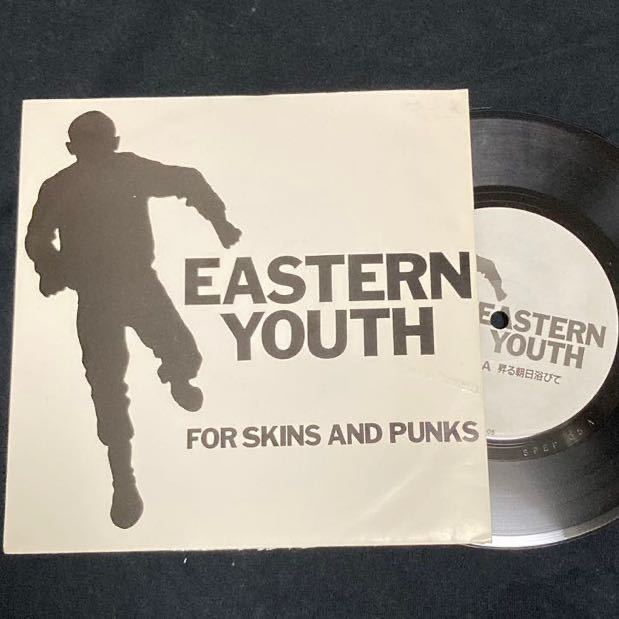 EASTERN
YOUTH
FOR SKINS AND PUNKS
EASTERN
YOUTH
A 昇る朝日浴びて